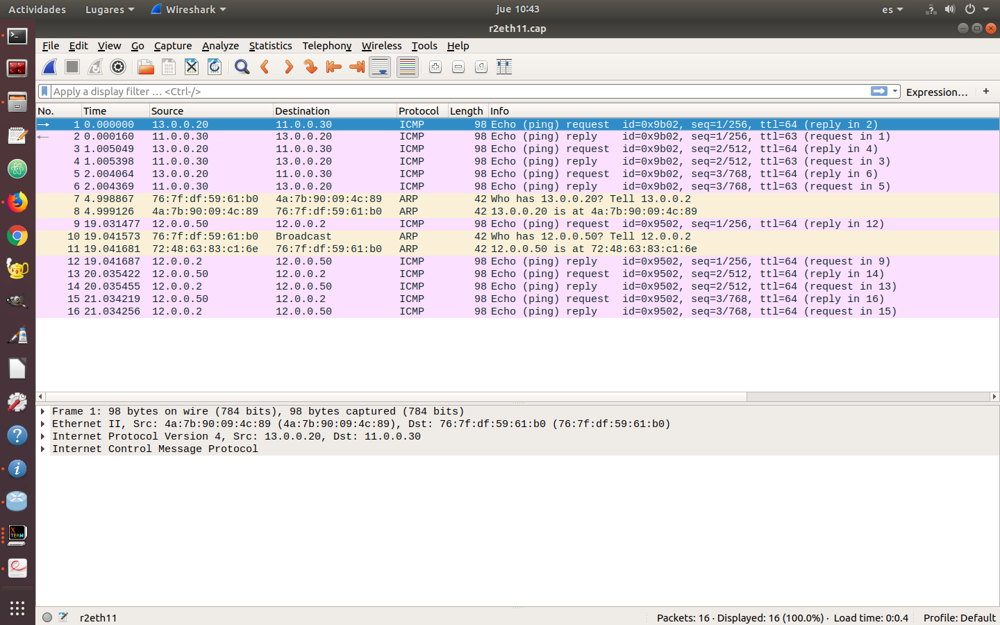 Actividades Lugares Wireshark jue 10:43 es
r2eth11.cap
File Edit View Go Capture Analyze Statistics Telephony Wireless Tools Help
Apply a display filter … <Ctrl-/> Expression… +
No. Time Source Destination Protocol Length Info
1 0.000000 13.0.0.20 11.0.0.30 ICMP 98 Echo (ping) request id=0x9b02, seq=1/256, ttl=64 (reply in 2)
2 0.000160 11.0.0.30 13.0.0.20 ICMP 98 Echo (ping) reply id=0x9b02, seq=1/256, ttl=63 (request in 1)
3 1.005049 13.0.0.20 11.0.0.30 ICMP 98 Echo (ping) request id=0x9b02, seq=2/512, ttl=64 (reply in 4)
4 1.005398 11.0.0.30 13.0.0.20 ICMP 98 Echo (ping) reply id=0x9b02, seq=2/512, ttl=63 (request in 3)
5 2.004064 13.0.0.20 11.0.0.30 ICMP 98 Echo (ping) request id=0x9b02, seq=3/768, ttl=64 (reply in 6)
6 2.004369 11.0.0.30 13.0.0.20 ICMP 98 Echo (ping) reply id=0x9b02, seq=3/768, ttl=63 (request in 5)
7 4.998867 76:7f:df:59:61:b0 4a:7b:90:09:4c:89 ARP 42 Who has 13.0.0.20? Tell 13.0.0.2
8 4.999126 4a:7b:90:09:4c:89 76:7f:df:59:61:b0 ARP 42 13.0.0.20 is at 4a:7b:90:09:4c:89
9 19.031477 12.0.0.50 12.0.0.2 ICMP 98 Echo (ping) request id=0x9502, seq=1/256, ttl=64 (reply in 12)
10 19.041573 76:7f:df:59:61:b0 Broadcast ARP 42 Who has 12.0.0.50? Tell 12.0.0.2
11 19.041681 72:48:63:83:c1:6e 76:7f:df:59:61:b0 ARP 42 12.0.0.50 is at 72:48:63:83:c1:6e
12 19.041687 12.0.0.2 12.0.0.50 ICMP 98 Echo (ping) reply id=0x9502, seq=1/256, ttl=64 (request in 9)
13 20.035422 12.0.0.50 12.0.0.2 ICMP 98 Echo (ping) request id=0x9502, seq=2/512, ttl=64 (reply in 14)
14 20.035455 12.0.0.2 12.0.0.50 ICMP 98 Echo (ping) reply id=0x9502, seq=2/512, ttl=64 (request in 13)
15 21.034219 12.0.0.50 12.0.0.2 ICMP 98 Echo (ping) request id=0x9502, seq=3/768, ttl=64 (reply in 16)
16 21.034256 12.0.0.2 12.0.0.50 ICMP 98 Echo (ping) reply id=0x9502, seq=3/768, ttl=64 (request in 15)
Frame 1: 98 bytes on wire (784 bits), 98 bytes captured (784 bits)
Ethernet II, Src: 4a:7b:90:09:4c:89 (4a:7b:90:09:4c:89), Dst: 76:7f:df:59:61:b0 (76:7f:df:59:61:b0)
Internet Protocol Version 4, Src: 13.0.0.20, Dst: 11.0.0.30
Internet Control Message Protocol
X
TERM
r2eth11 Packets: 16 · Displayed: 16 (100.0%) · Load time: 0:0.4 Profile: Default